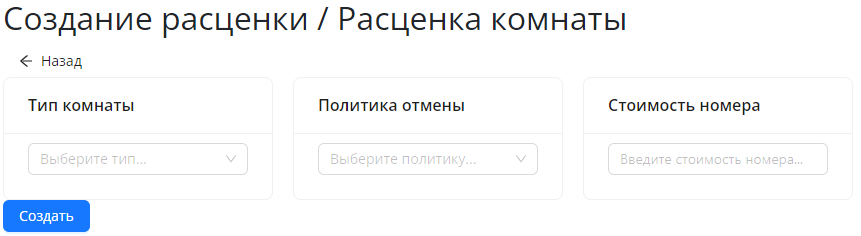 Создание расценки / Расценка комнаты
Назад
Тип комнаты
Политика отмены
Стоимость номера
Выберите тип...
Выберите политику...
Введите стоимость номера...
Создать